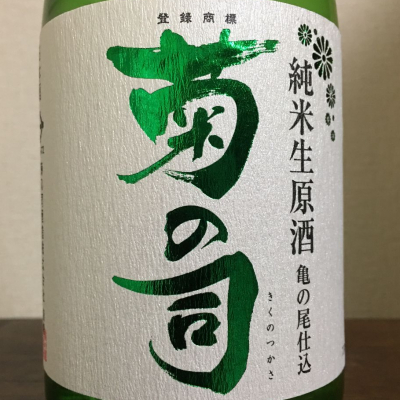 登録商標
菊の司
きくのつかさ
純米生原酒 亀の尾仕込